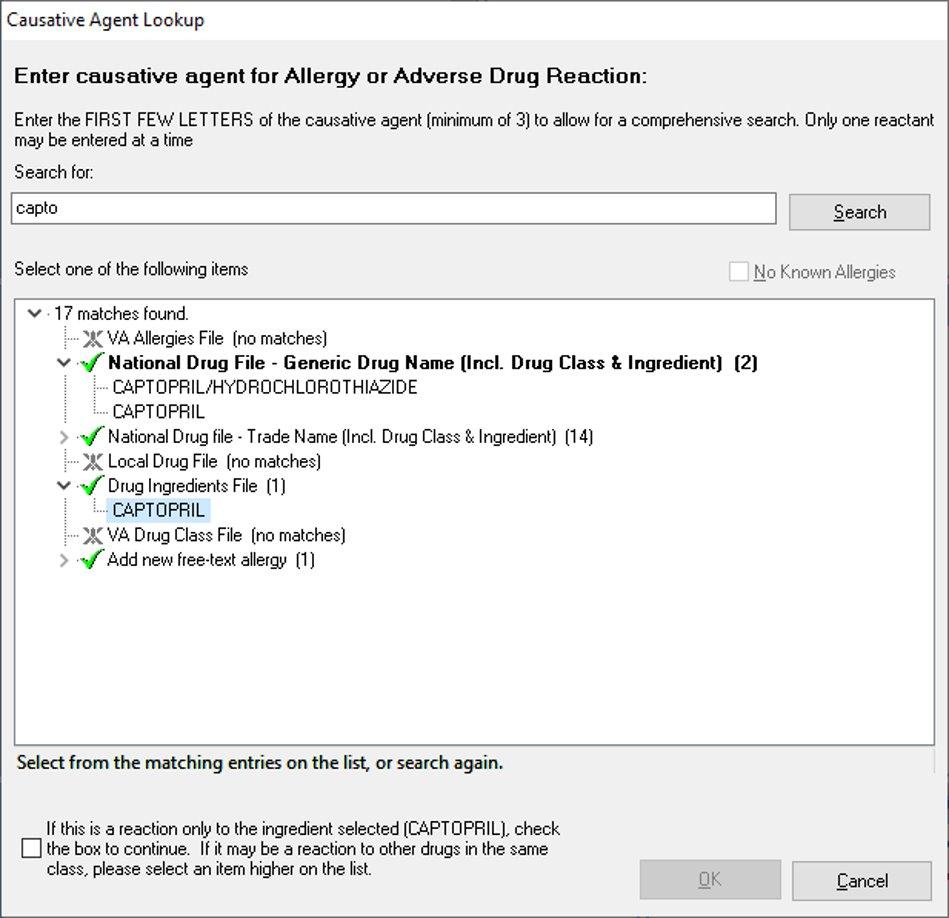 Causative Agent Lookup
Enter causative agent for Allergy or Adverse Drug Reaction:
Enter the FIRST FEW LETTERS of the causative agent (minimum of 3) to allow for a comprehensive search. Only one reactant
may be entered at a time
Search for:
capto
Search
Select one of the following items
No Known Allergies
17 matches found.
VA Allergies File (no matches)
National Drug File - Generic Drug Name (Incl. Drug Class & Ingredient) (2)
CAPTOPRIL/HYDROCHLOROTHIAZIDE
CAPTOPRIL
National Drug file - Trade Name (Incl. Drug Class & Ingredient) (14)
Local Drug File (no matches)
Drug Ingredients File (1)
CAPTOPRIL
VA Drug Class File (no matches)
Add new free-text allergy (1)
Select from the matching entries on the list, or search again.
If this is a reaction only to the ingredient selected (CAPTOPRIL), check
the box to continue. If it may be a reaction to other drugs in the same
class, please select an item higher on the list.
OK
Cancel